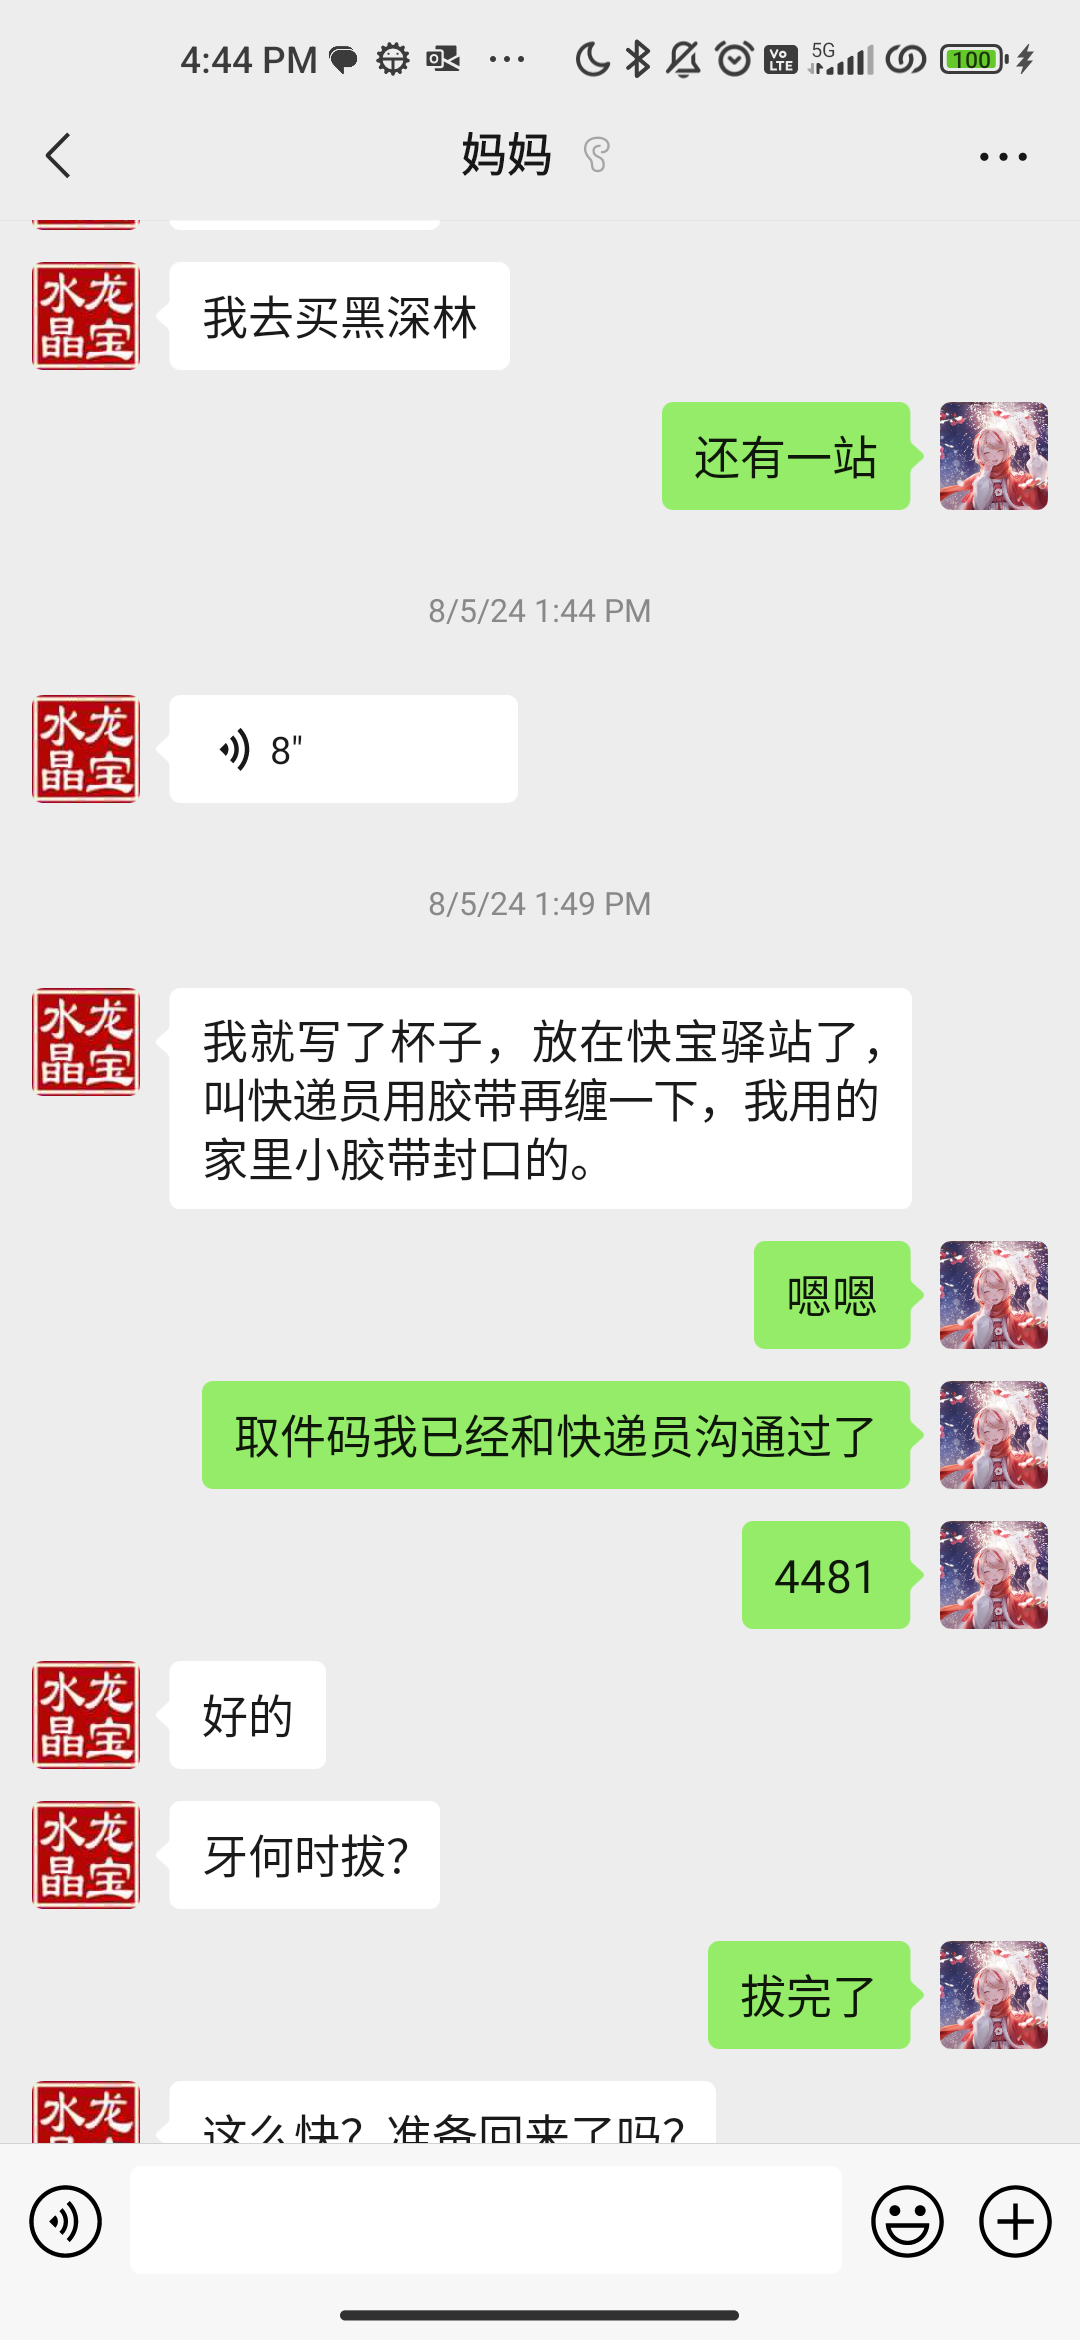 4:44 PM
VoLTE
5G
100
妈妈
水龙
晶宝
我去买黑深林
还有一站
8/5/24 1:44 PM
水龙
晶宝
8"
8/5/24 1:49 PM
水龙
晶宝
我就写了杯子，放在快宝驿站了，
叫快递员用胶带再缠一下，我用的
家里小胶带封口的。
嗯嗯
取件码我已经和快递员沟通过了
4481
水龙
晶宝
好的
水龙
晶宝
牙何时拔？
拔完了
水龙
这么快？准备回来了吗？